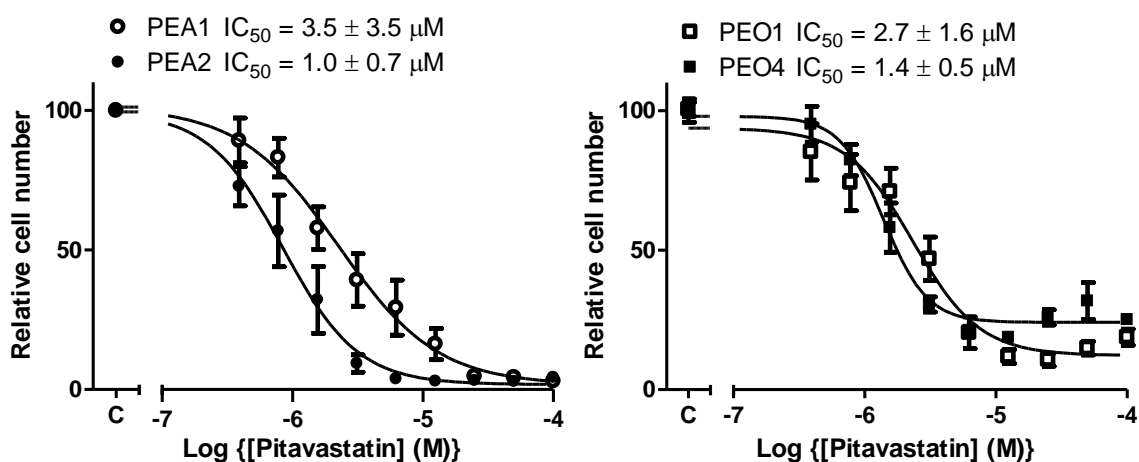 PEA1 IC50 = 3.5 ± 3.5 μM
PEA2 IC50 = 1.0 ± 0.7 μM
Relative cell number
100
50
0
C
-7
-6
-5
-4
Log {[Pitavastatin] (M)}
PEO1 IC50 = 2.7 ± 1.6 μM
PEO4 IC50 = 1.4 ± 0.5 μM
Relative cell number
100
50
0
C
-7
-6
-5
-4
Log {[Pitavastatin] (M)}